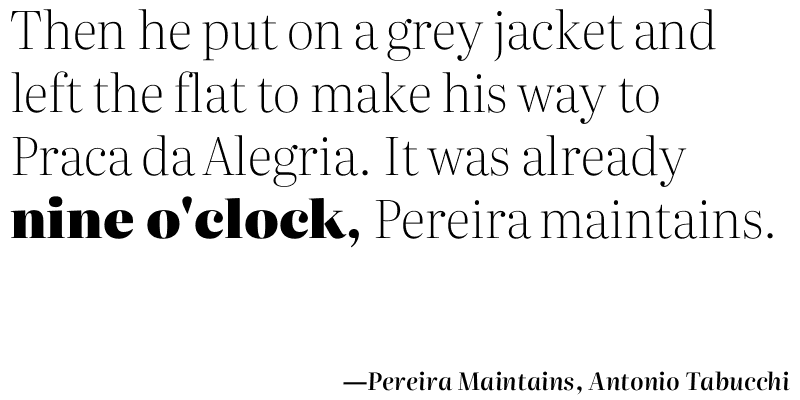 Then he put on a grey jacket and
left the flat to make his way to
Praca da Alegria. It was already
nine o'clock, Pereira maintains.
—Pereira Maintains, Antonio Tabucchi